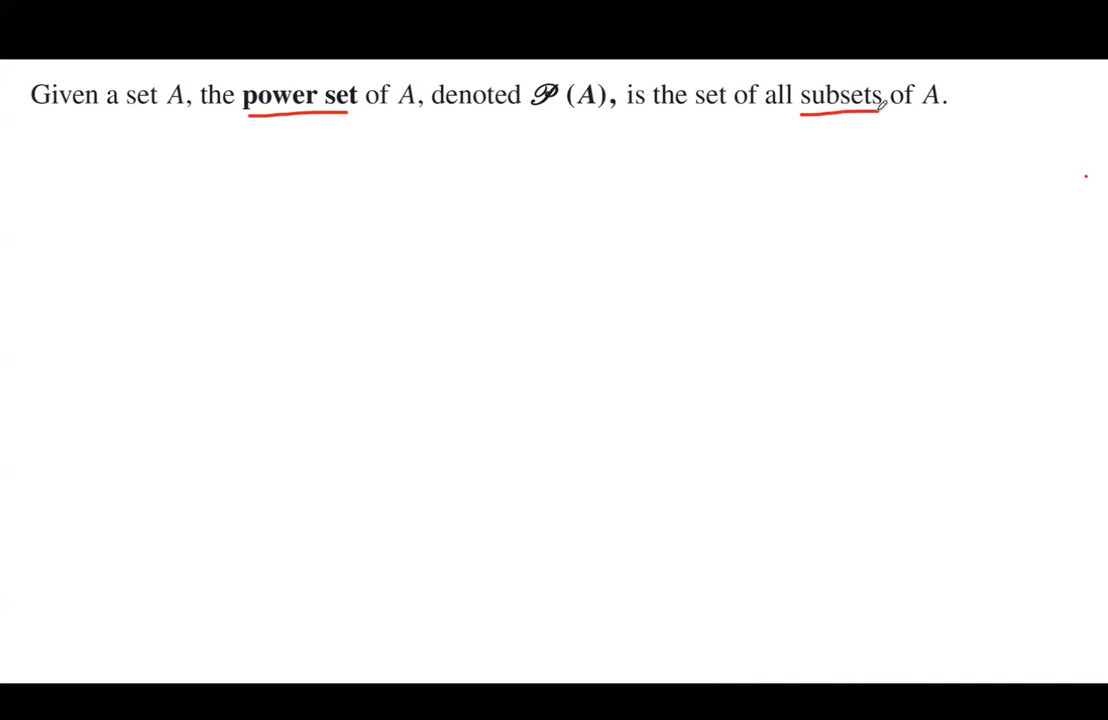 Given a set A, the power set of A, denoted 𝒫 (A), is the set of all subsets of A.